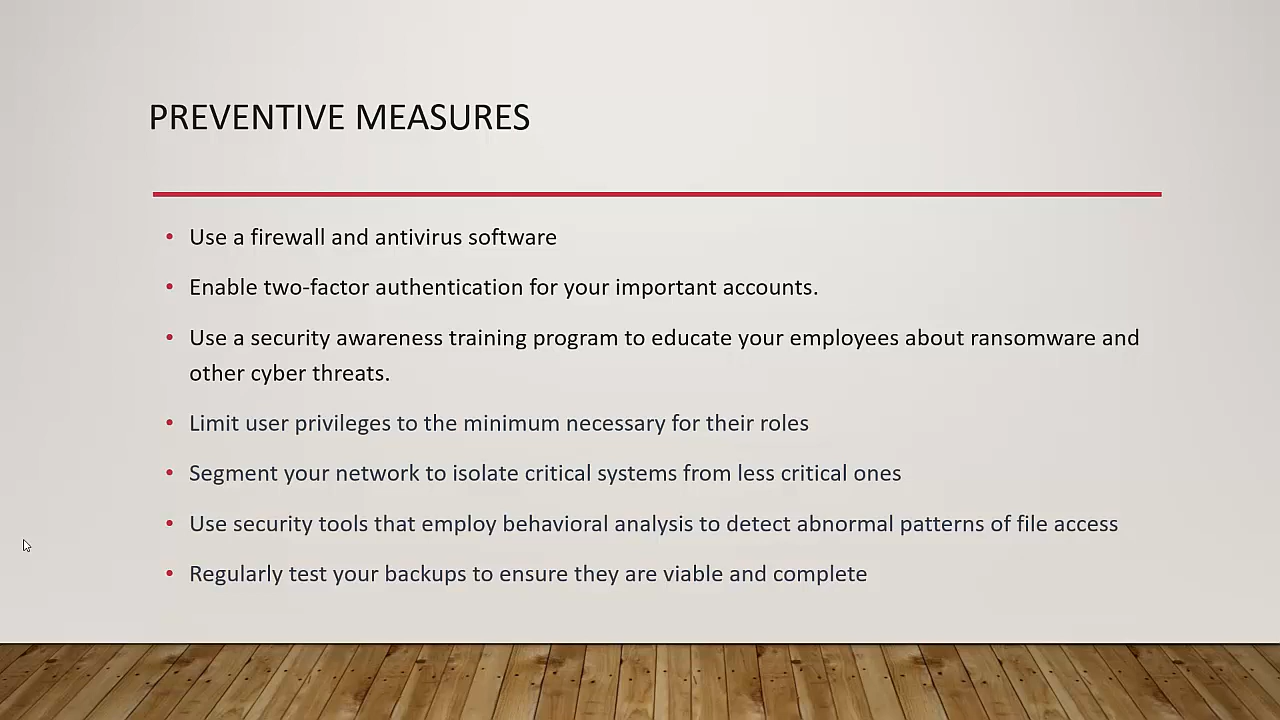 PREVENTIVE MEASURES
• Use a firewall and antivirus software
• Enable two-factor authentication for your important accounts.
• Use a security awareness training program to educate your employees about ransomware and
other cyber threats.
• Limit user privileges to the minimum necessary for their roles
• Segment your network to isolate critical systems from less critical ones
• Use security tools that employ behavioral analysis to detect abnormal patterns of file access
• Regularly test your backups to ensure they are viable and complete